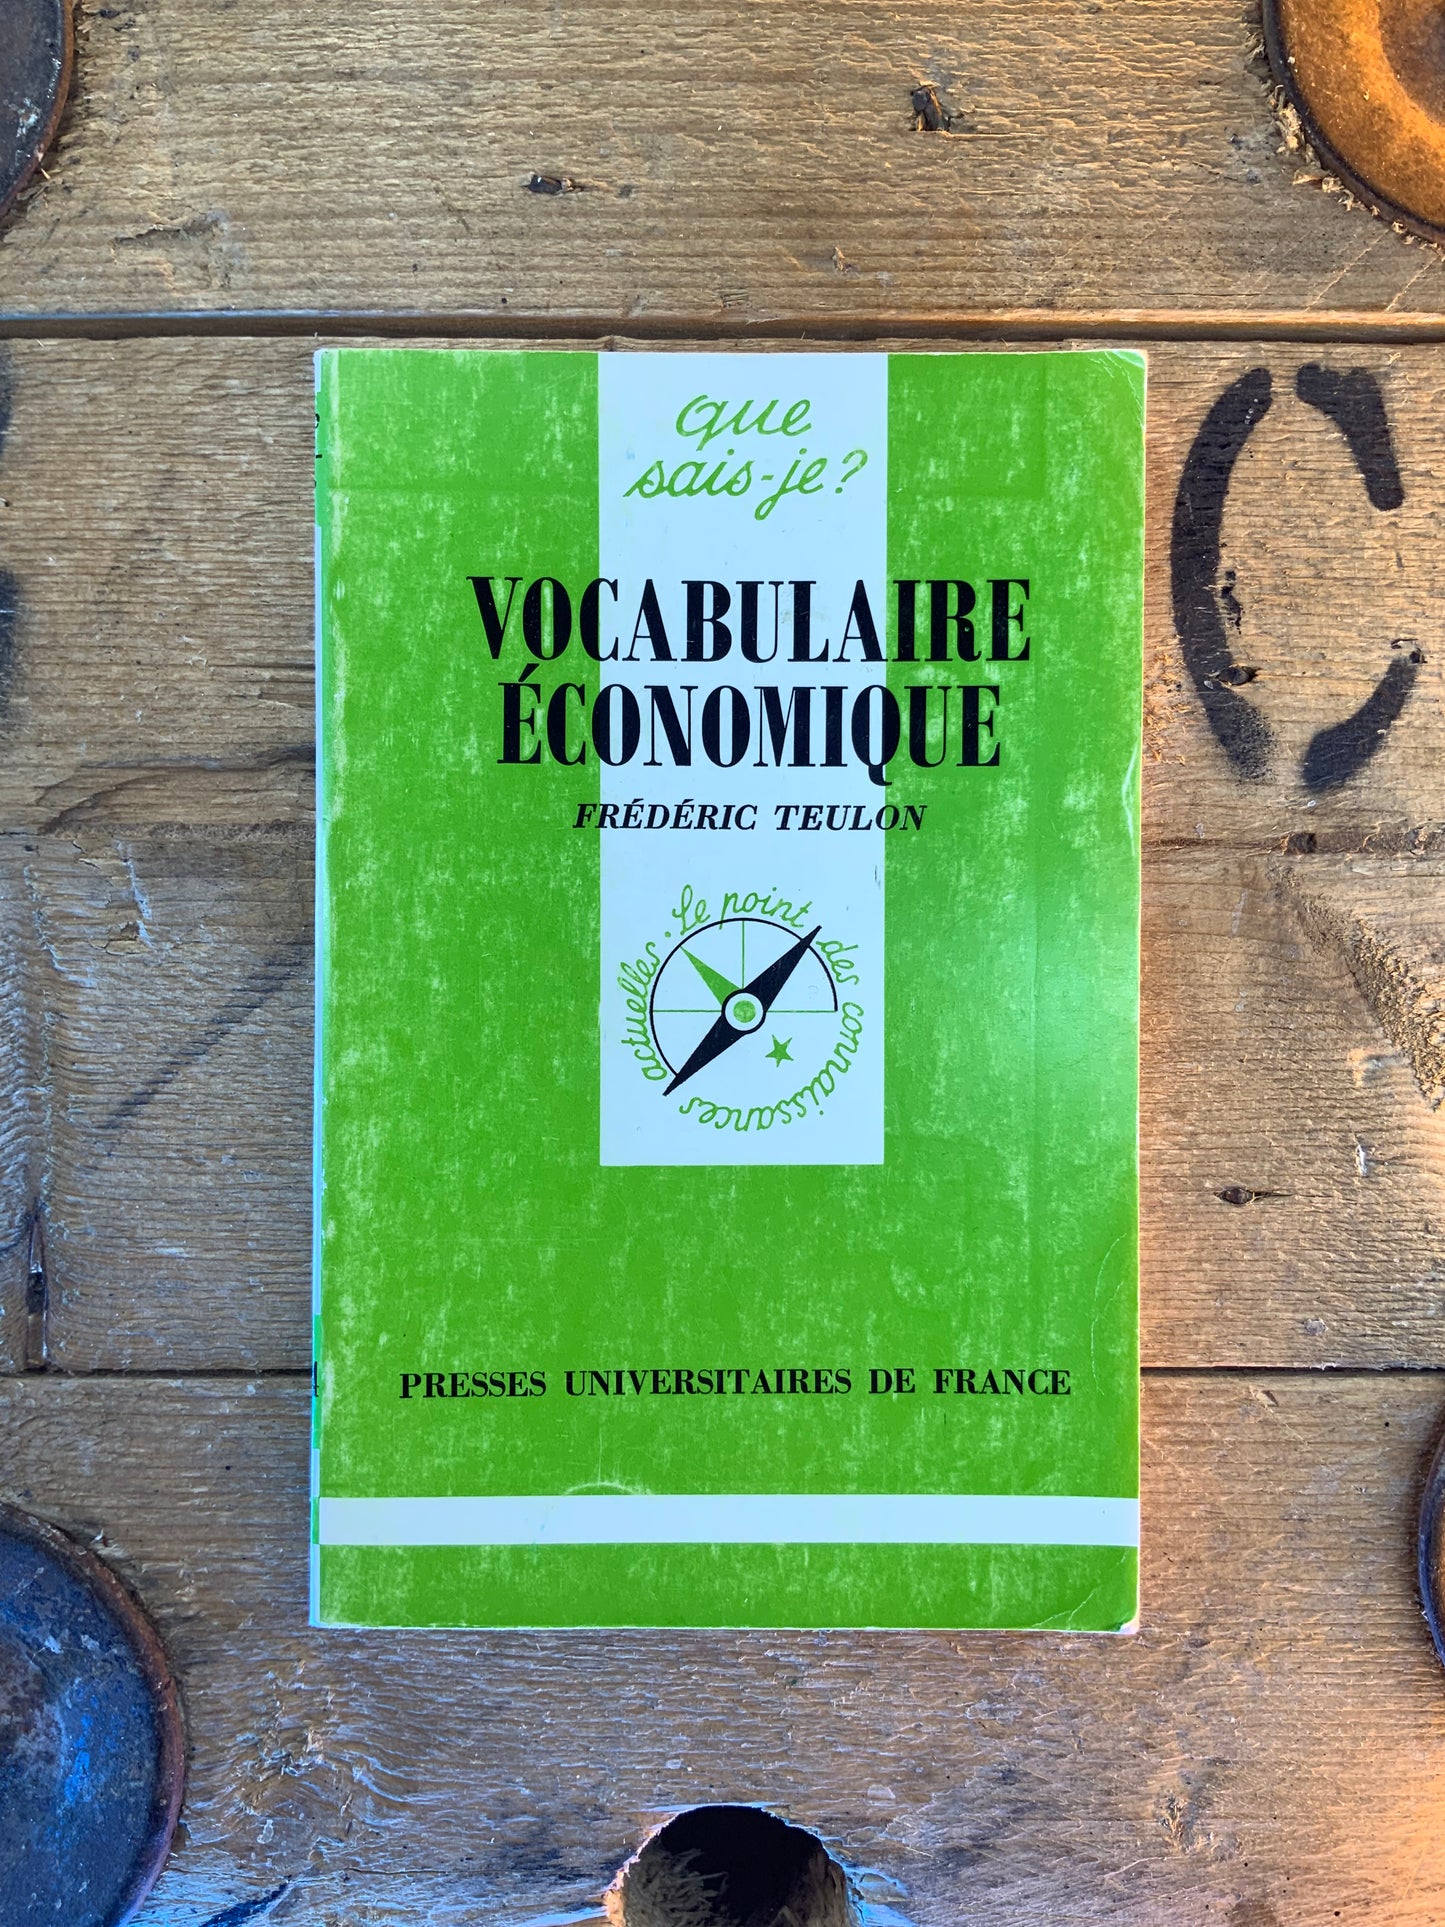 que
sais-je?
VOCABULAIRE
ÉCONOMIQUE
FRÉDÉRIC TEULON
Le point des connaissances actuelles.
PRESSES UNIVERSITAIRES DE FRANCE
C